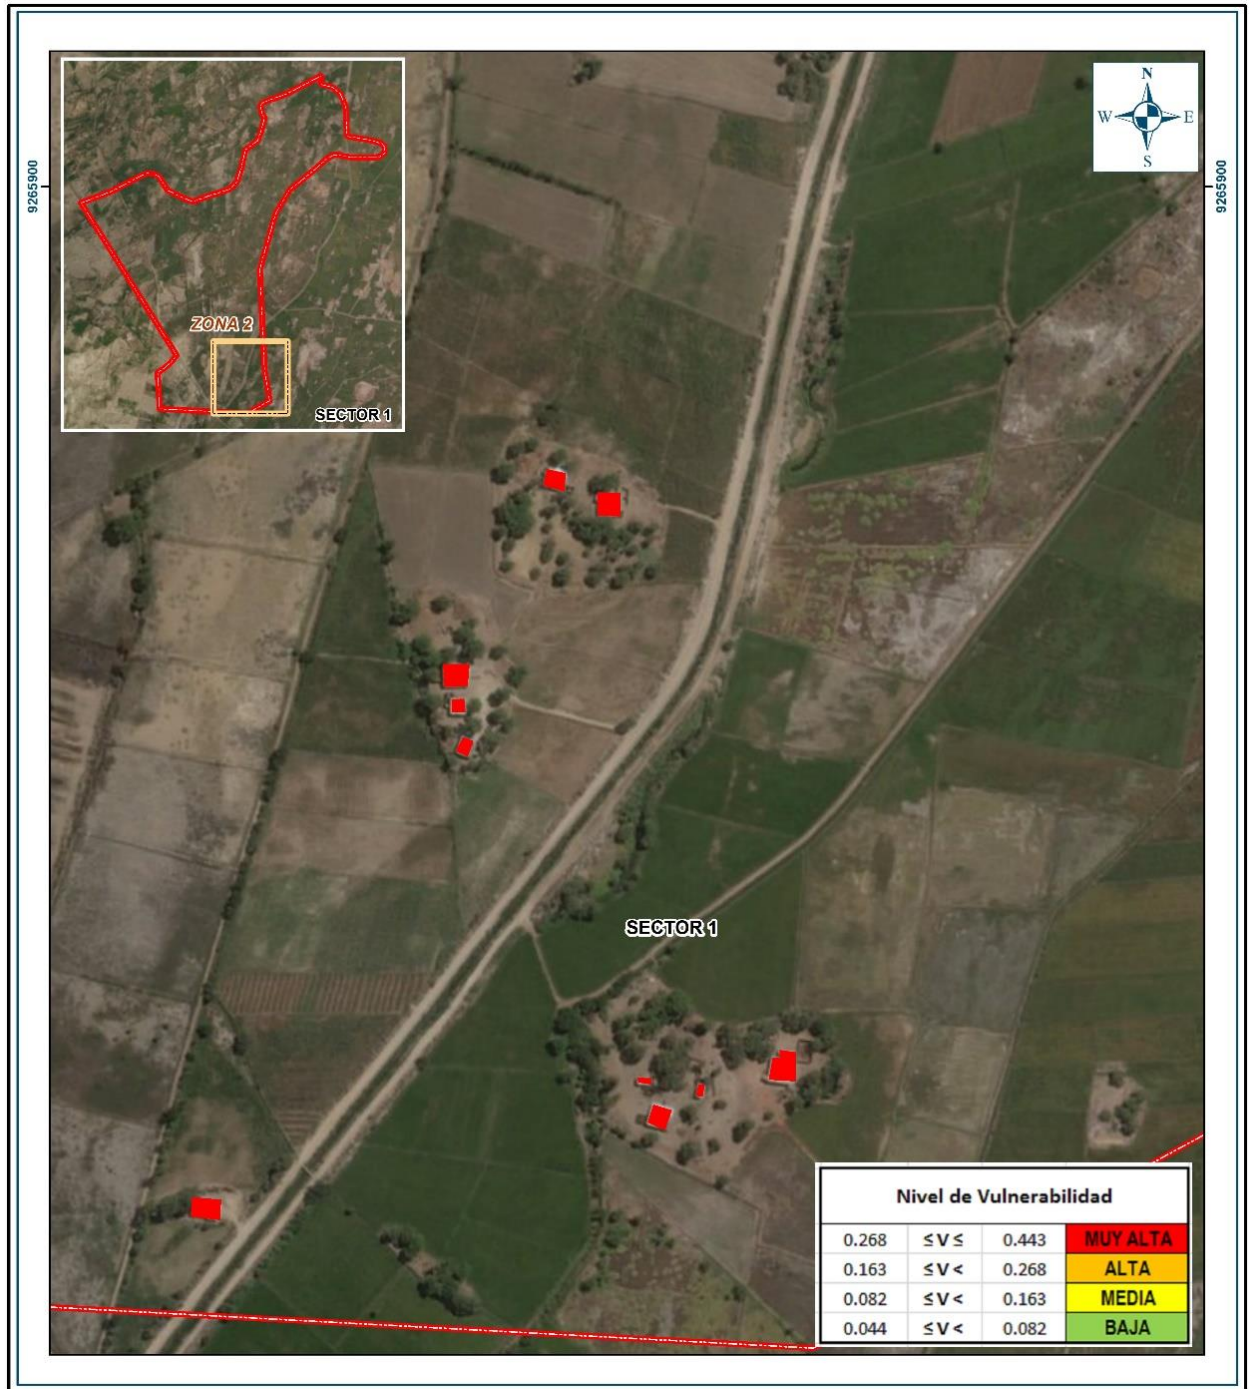 N
W E
S
9265900
9265900
ZONA 2
SECTOR 1
SECTOR 1
Nivel de Vulnerabilidad
0.268 ≤ V ≤ 0.443 MUY ALTA
0.163 ≤ V < 0.268 ALTA
0.082 ≤ V < 0.163 MEDIA
0.044 ≤ V < 0.082 BAJA